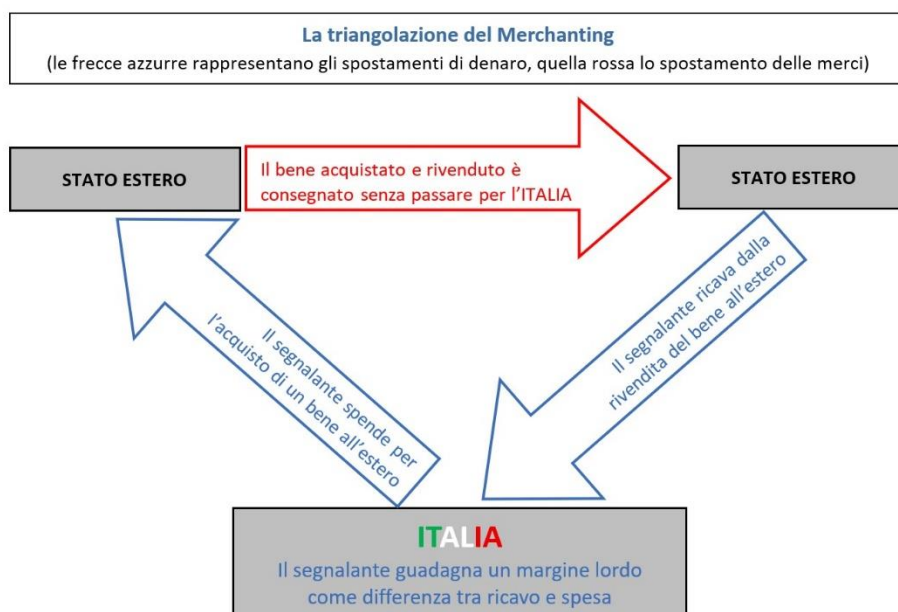 La triangolazione del Merchanting
(le frecce azzurre rappresentano gli spostamenti di denaro, quella rossa lo spostamento delle merci)
STATO ESTERO
Il bene acquistato e rivenduto è
consegnato senza passare per l'ITALIA
STATO ESTERO
Il segnalante spende per
l'acquisto di un bene all'estero
Il segnalante ricava dalla
rivendita del bene all'estero
ITALIA
Il segnalante guadagna un margine lordo
come differenza tra ricavo e spesa